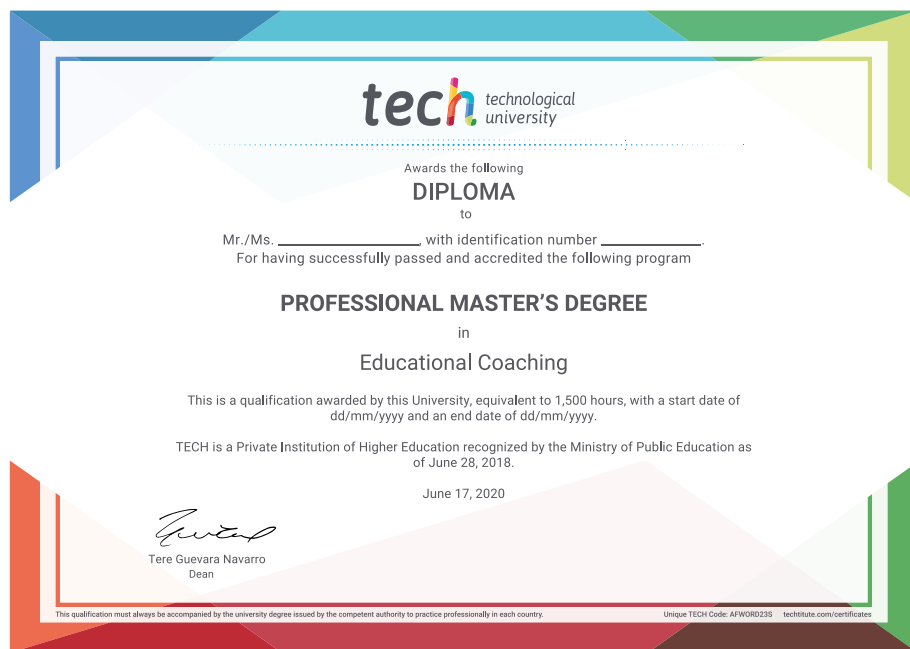 tech technological
university
Awards the following
DIPLOMA
to
Mr./Ms. ____________________, with identification number ______________.
For having successfully passed and accredited the following program
PROFESSIONAL MASTER'S DEGREE
in
Educational Coaching
This is a qualification awarded by this University, equivalent to 1,500 hours, with a start date of
dd/mm/yyyy and an end date of dd/mm/yyyy.
TECH is a Private Institution of Higher Education recognized by the Ministry of Public Education as
of June 28, 2018.
June 17, 2020
Tere Guevara Navarro
Dean
This qualification must always be accompanied by the university degree issued by the competent authority to practice professionally in each country.
Unique TECH Code: AFWORD23S techtitute.com/certificates